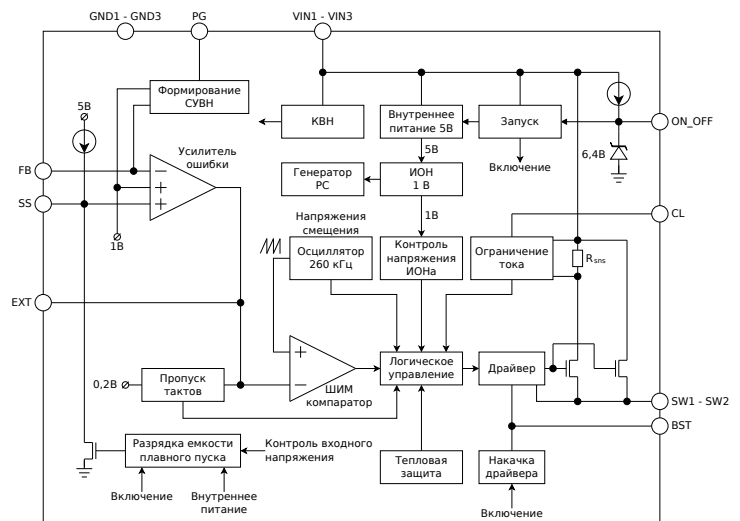 GND1 - GND3
PG
VIN1 - VIN3
Формирование
СУВН
5В
КВН
Внутреннее
питание 5В
Запуск
ON_OFF
6,4В
Усилитель
ошибки
FB
SS
1В
5В
Включение
Генератор
РС
ИОН
1 В
1В
CL
Напряжения
смещения
Осциллятор
260 кГц
Контроль
напряжения
ИОНа
Ограничение
тока
Rsns
EXT
ШИМ
компаратор
Логическое
управление
Драйвер
0,2В
Пропуск
тактов
SW1 - SW2
BST
Разрядка емкости
плавного пуска
Контроль входного
напряжения
Тепловая
защита
Накачка
драйвера
Включение
Внутреннее
питание
Включение